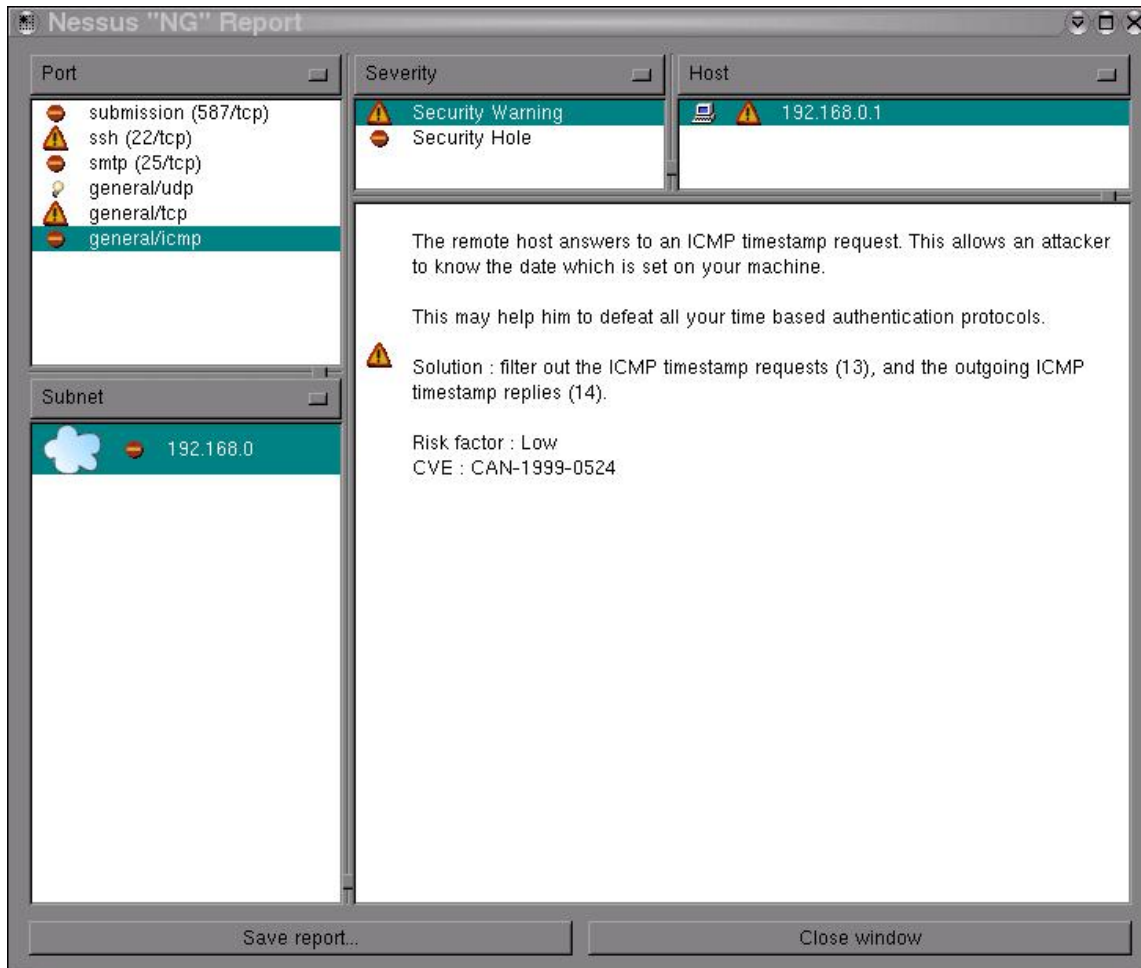 Nessus "NG" Report
Port
submission (587/tcp)
ssh (22/tcp)
smtp (25/tcp)
general/udp
general/tcp
general/icmp
Subnet
192.168.0
Severity
Security Warning
Security Hole
Host
192.168.0.1
The remote host answers to an ICMP timestamp request. This allows an attacker
to know the date which is set on your machine.
This may help him to defeat all your time based authentication protocols.
Solution : filter out the ICMP timestamp requests (13), and the outgoing ICMP
timestamp replies (14).
Risk factor : Low
CVE : CAN-1999-0524
Save report...
Close window